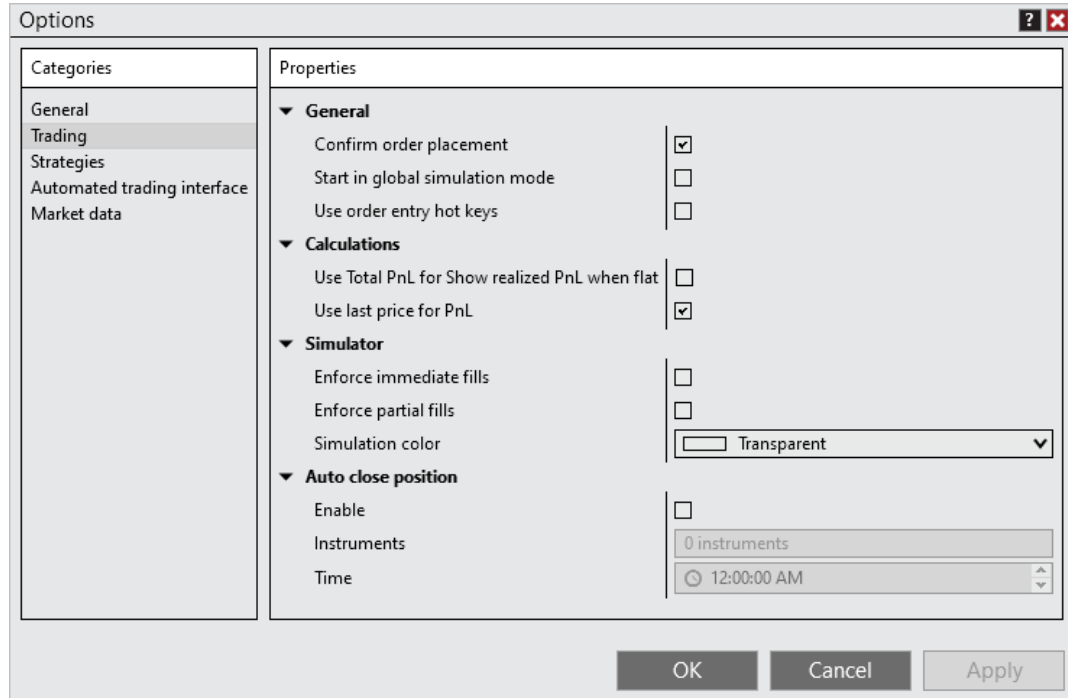 Options
?
Categories
Properties
General
Trading
Strategies
Automated trading interface
Market data
General
Confirm order placement
Start in global simulation mode
Use order entry hot keys
Calculations
Use Total PnL for Show realized PnL when flat
Use last price for PnL
Simulator
Enforce immediate fills
Enforce partial fills
Simulation color
Transparent
Auto close position
Enable
Instruments
0 instruments
Time
12:00:00 AM
OK
Cancel
Apply